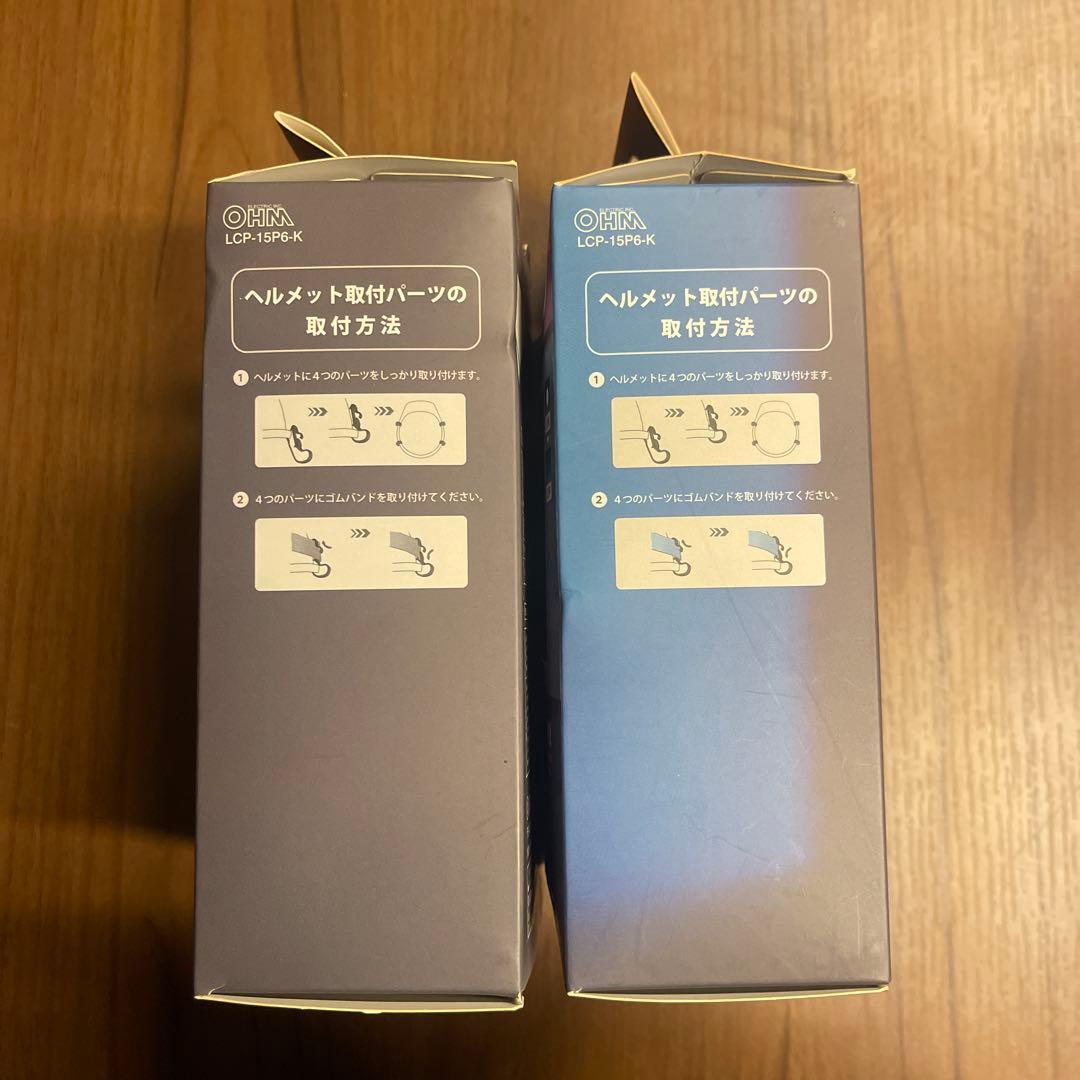 ELECTRIC INC.
OHM
LCP-15P6-K
ヘルメット取付パーツの
取付方法
1 ヘルメットに4つのパーツをしっかり取り付けます。
2 4つのパーツにゴムバンドを取り付けてください。
ELECTRIC INC.
OHM
LCP-15P6-K
ヘルメット取付パーツの
取付方法
1 ヘルメットに4つのパーツをしっかり取り付けます。
2 4つのパーツにゴムバンドを取り付けてください。